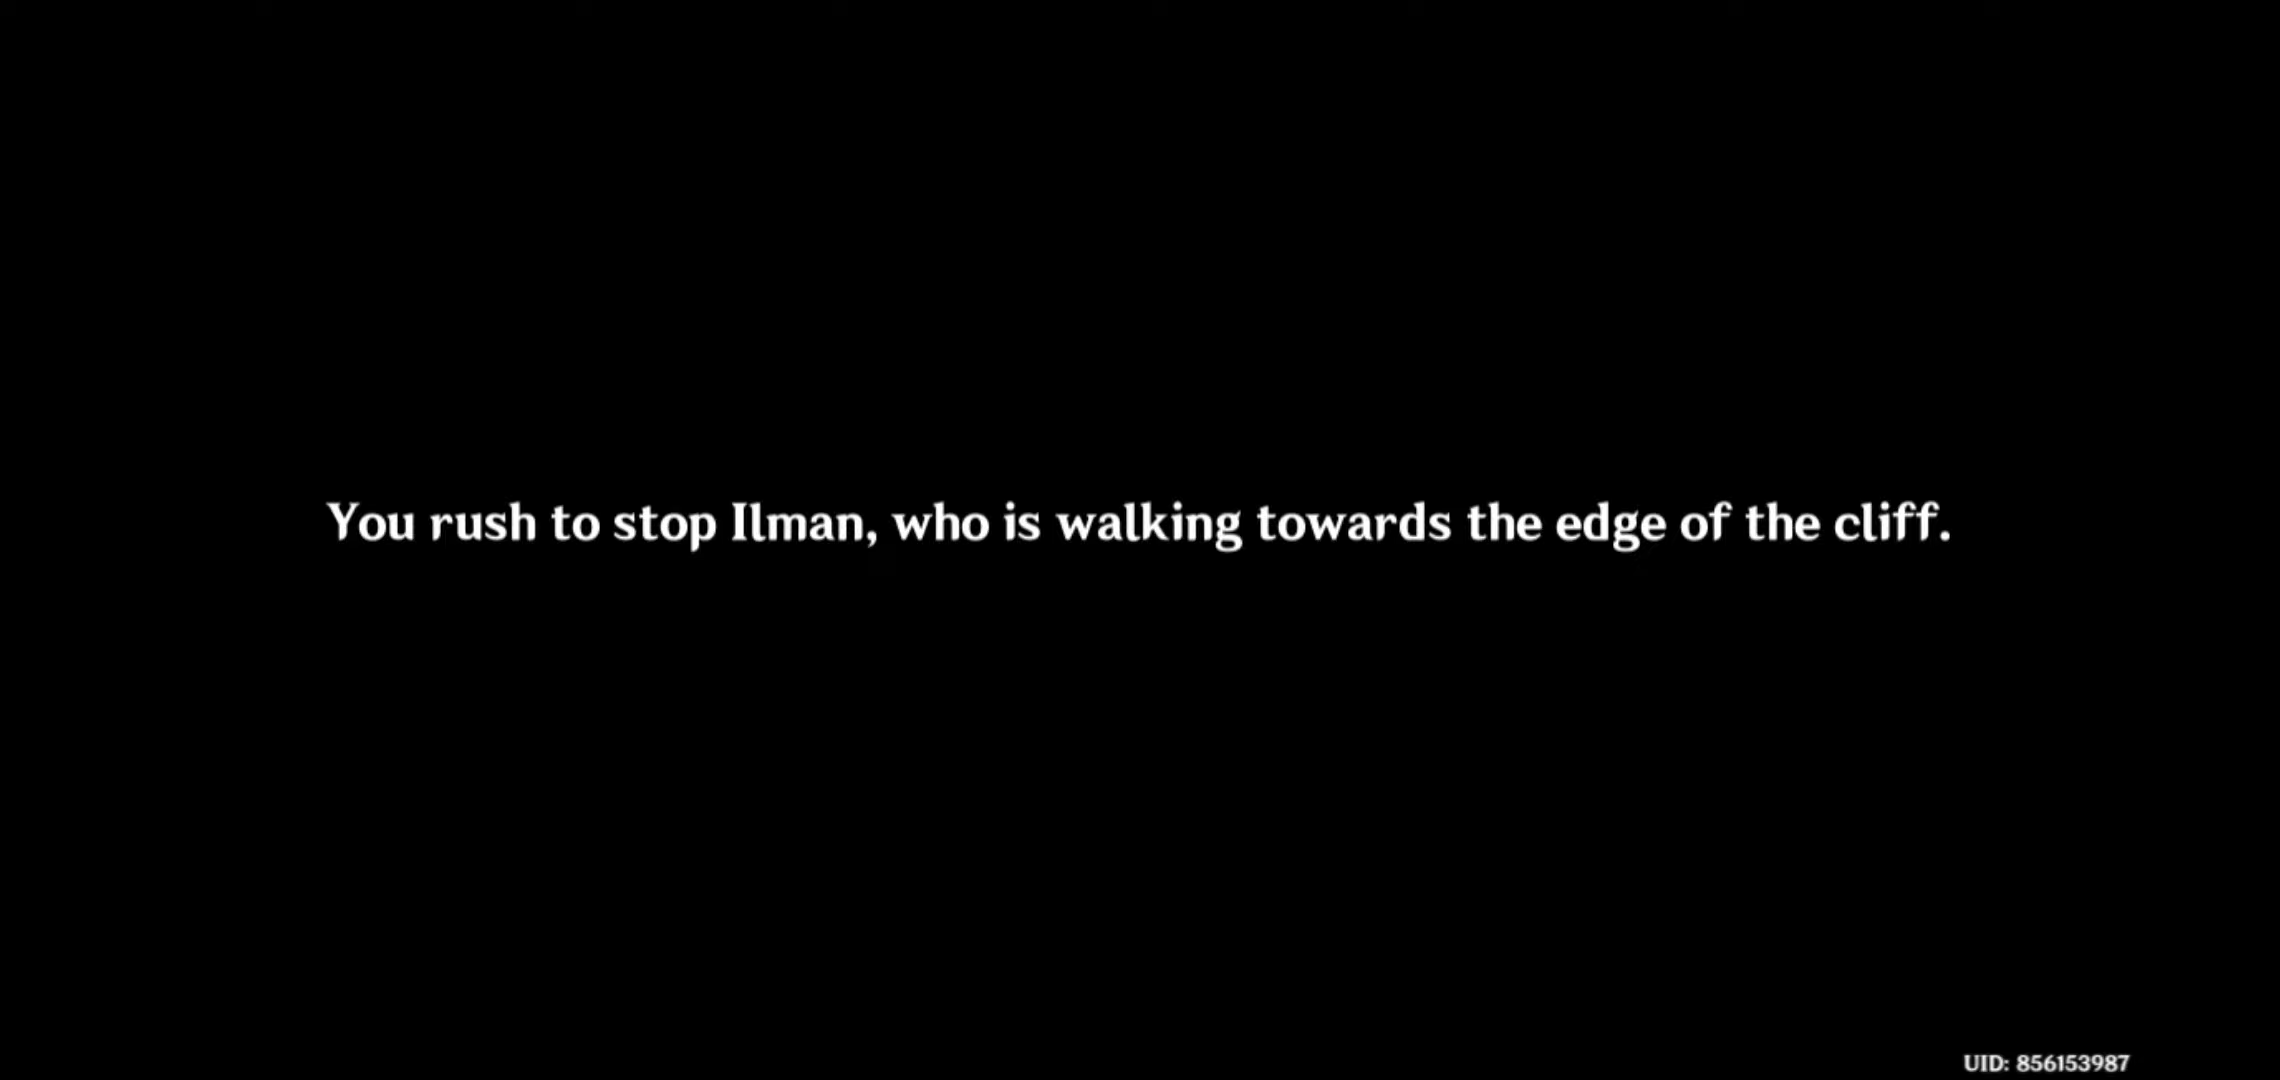 You rush to stop Ilman, who is walking towards the edge of the cliff.
UID: 856153987